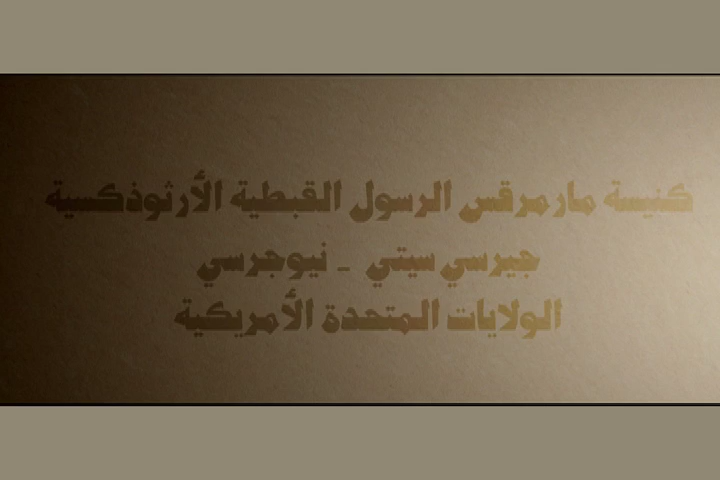 كنيسة مارمرقس الرسول القبطية الأرثوذكسية
جيرسي سيتي - نيوجرسي
الولايات المتحدة الأمريكية